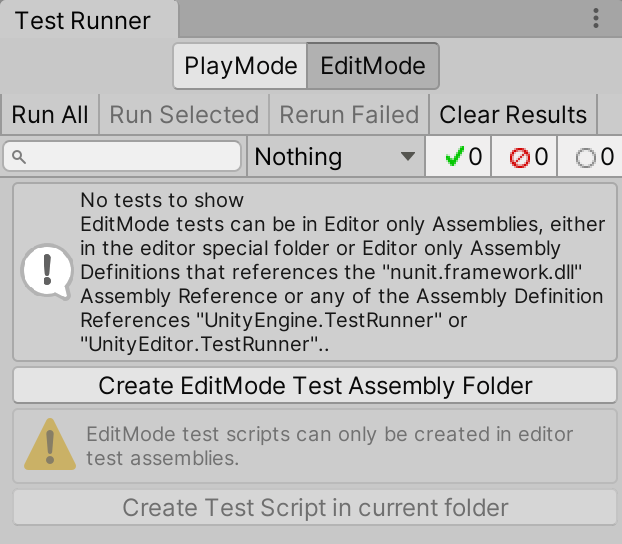 Test Runner
PlayMode EditMode
Run All Run Selected Rerun Failed Clear Results
Nothing 0 0 0
No tests to show
EditMode tests can be in Editor only Assemblies, either
in the editor special folder or Editor only Assembly
Definitions that references the "nunit.framework.dll"
Assembly Reference or any of the Assembly Definition
References "UnityEngine.TestRunner" or
"UnityEditor.TestRunner"..
Create EditMode Test Assembly Folder
EditMode test scripts can only be created in editor
test assemblies.
Create Test Script in current folder